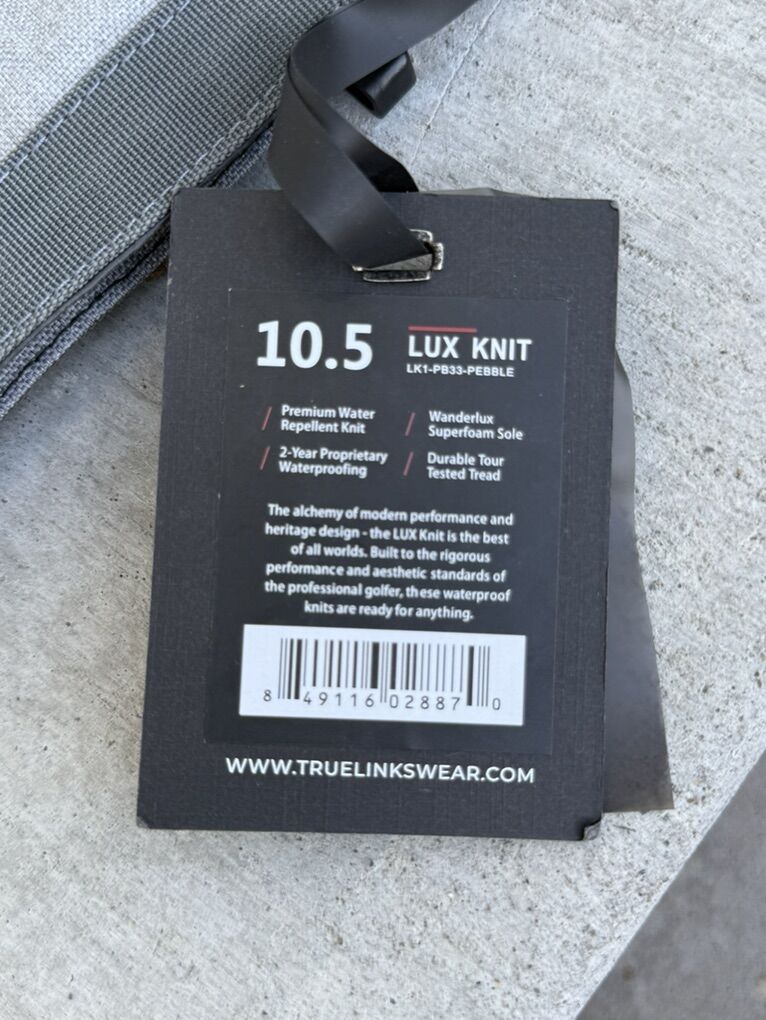 10.5
LUX KNIT
LK1-PB33-PEBBLE
/ Premium Water
Repellent Knit
/ Wanderlux
Superfoam Sole
/ 2-Year Proprietary
Waterproofing
/ Durable Tour
Tested Tread
The alchemy of modern performance and
heritage design - the LUX Knit is the best
of all worlds. Built to the rigorous
performance and aesthetic standards of
the professional golfer, these waterproof
knits are ready for anything.
8 49116 02887 0
WWW.TRUELINKSWEAR.COM